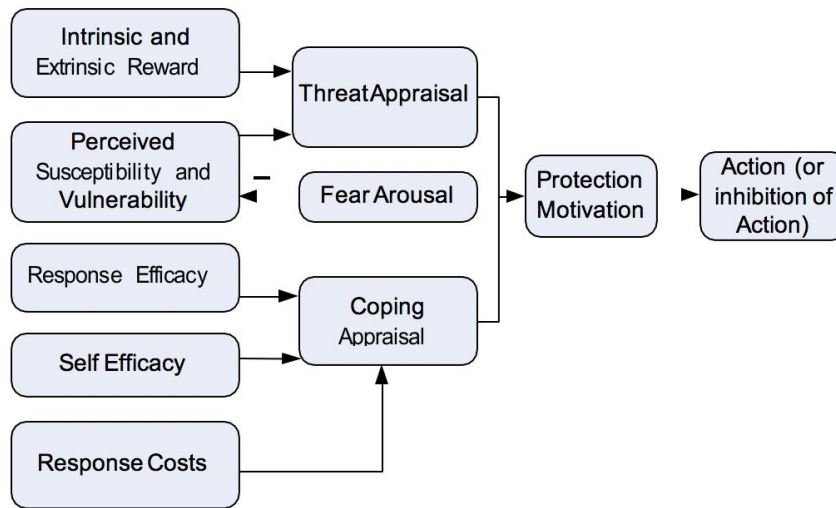 Intrinsic and
Extrinsic Reward
Threat Appraisal
Perceived
Susceptibility and
Vulnerability
Fear Arousal
Protection
Motivation
Action (or
inhibition of
Action)
Response Efficacy
Coping
Appraisal
Self Efficacy
Response Costs